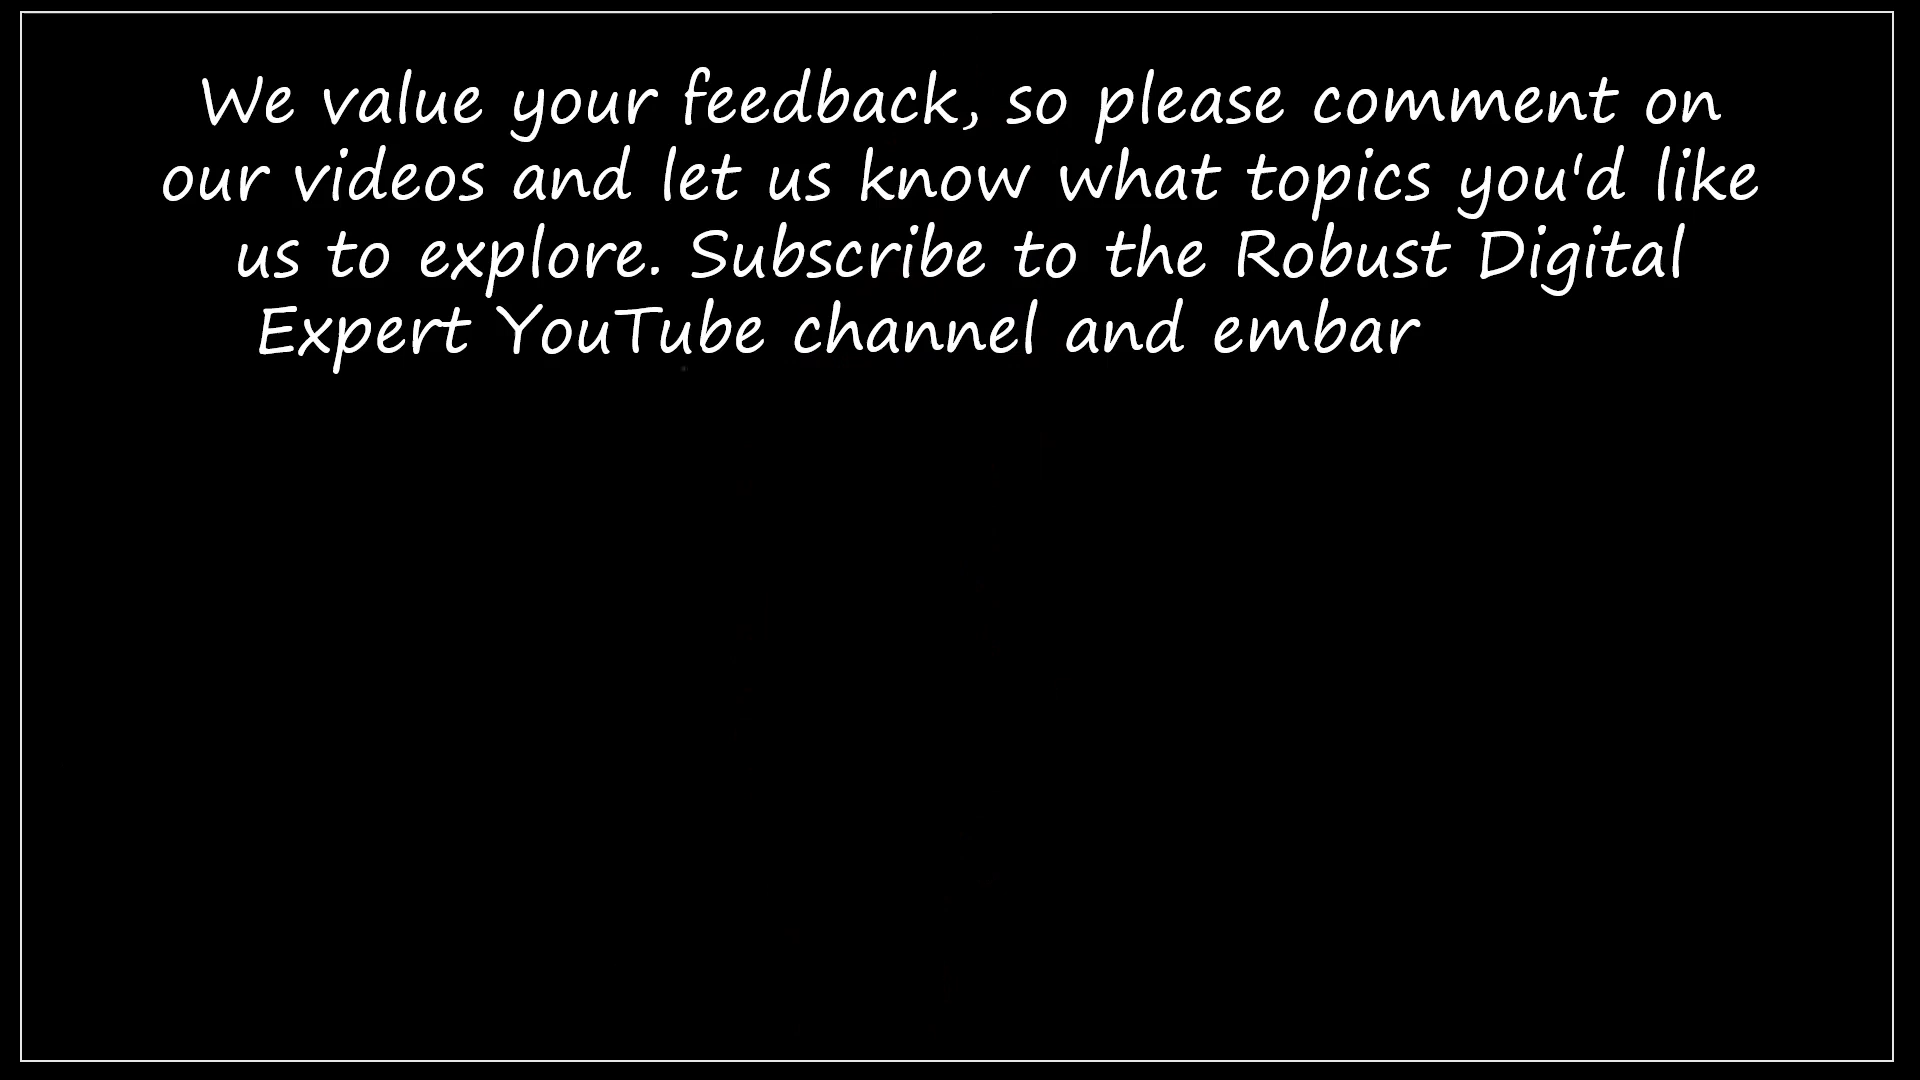 We value your feedback, so please comment on
our videos and let us know what topics you'd like
us to explore. Subscribe to the Robust Digital
Expert YouTube channel and embar